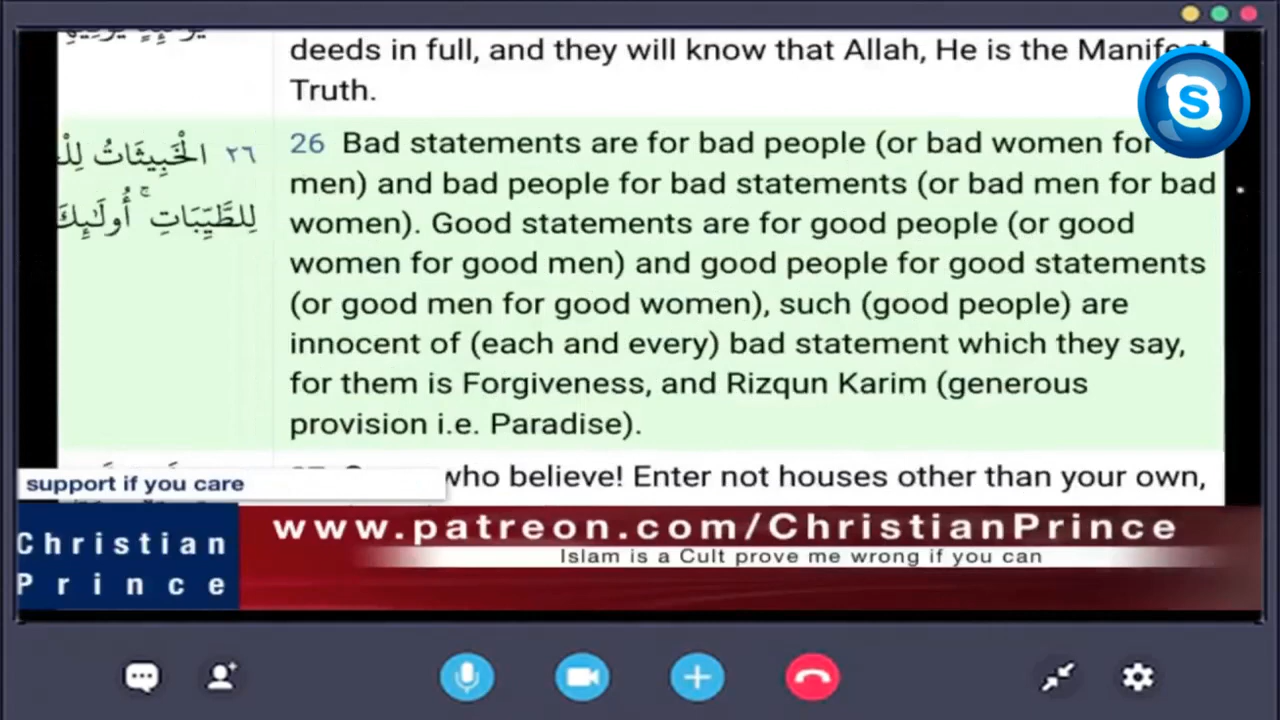 deeds in full, and they will know that Allah, He is the Manifest
Truth.
٢٦ الْخَبِيثَاتُ
لِلطَّيِّبَاتِ ۚ أُولَٰئِكَ
26 Bad statements are for bad people (or bad women for
men) and bad people for bad statements (or bad men for bad
women). Good statements are for good people (or good
women for good men) and good people for good statements
(or good men for good women), such (good people) are
innocent of (each and every) bad statement which they say,
for them is Forgiveness, and Rizqun Karim (generous
provision i.e. Paradise).
who believe! Enter not houses other than your own,
support if you care
Christian
Prince
www.patreon.com/ChristianPrince
Islam is a Cult prove me wrong if you can
S